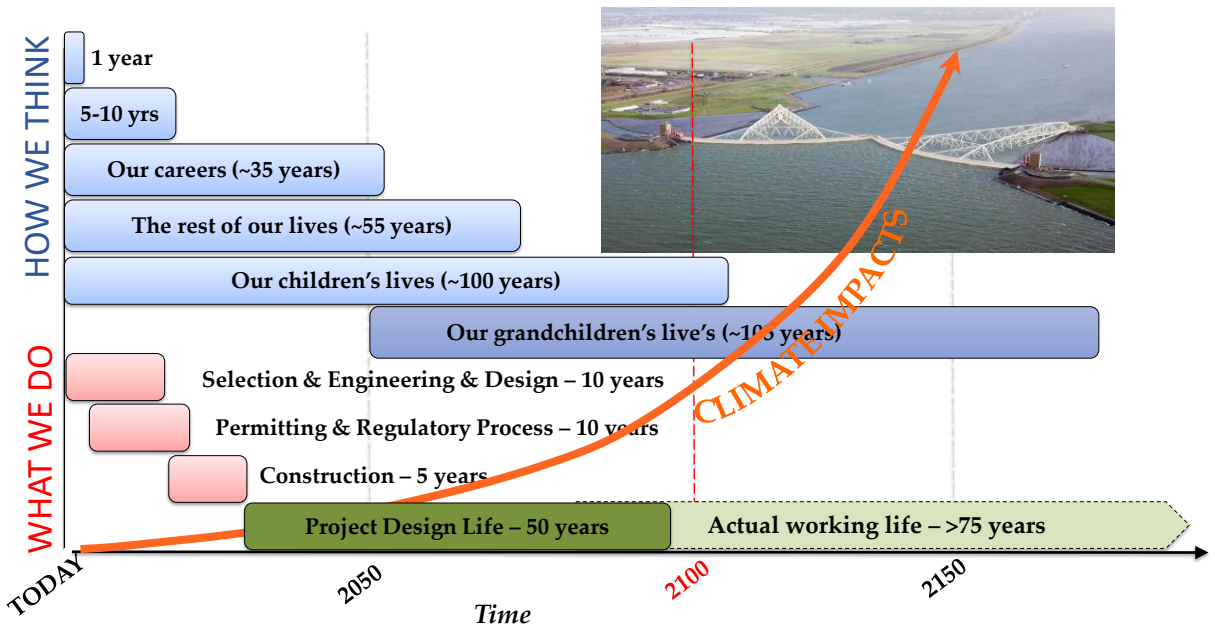 HOW WE THINK
1 year
5-10 yrs
Our careers (~35 years)
The rest of our lives (~55 years)
Our children's lives (~100 years)
Our grandchildren's live's (~105 years)
CLIMATE IMPACTS
WHAT WE DO
Selection & Engineering & Design – 10 years
Permitting & Regulatory Process – 10 years
Construction – 5 years
Project Design Life – 50 years
Actual working life – >75 years
TODAY
2050
2100
2150
Time